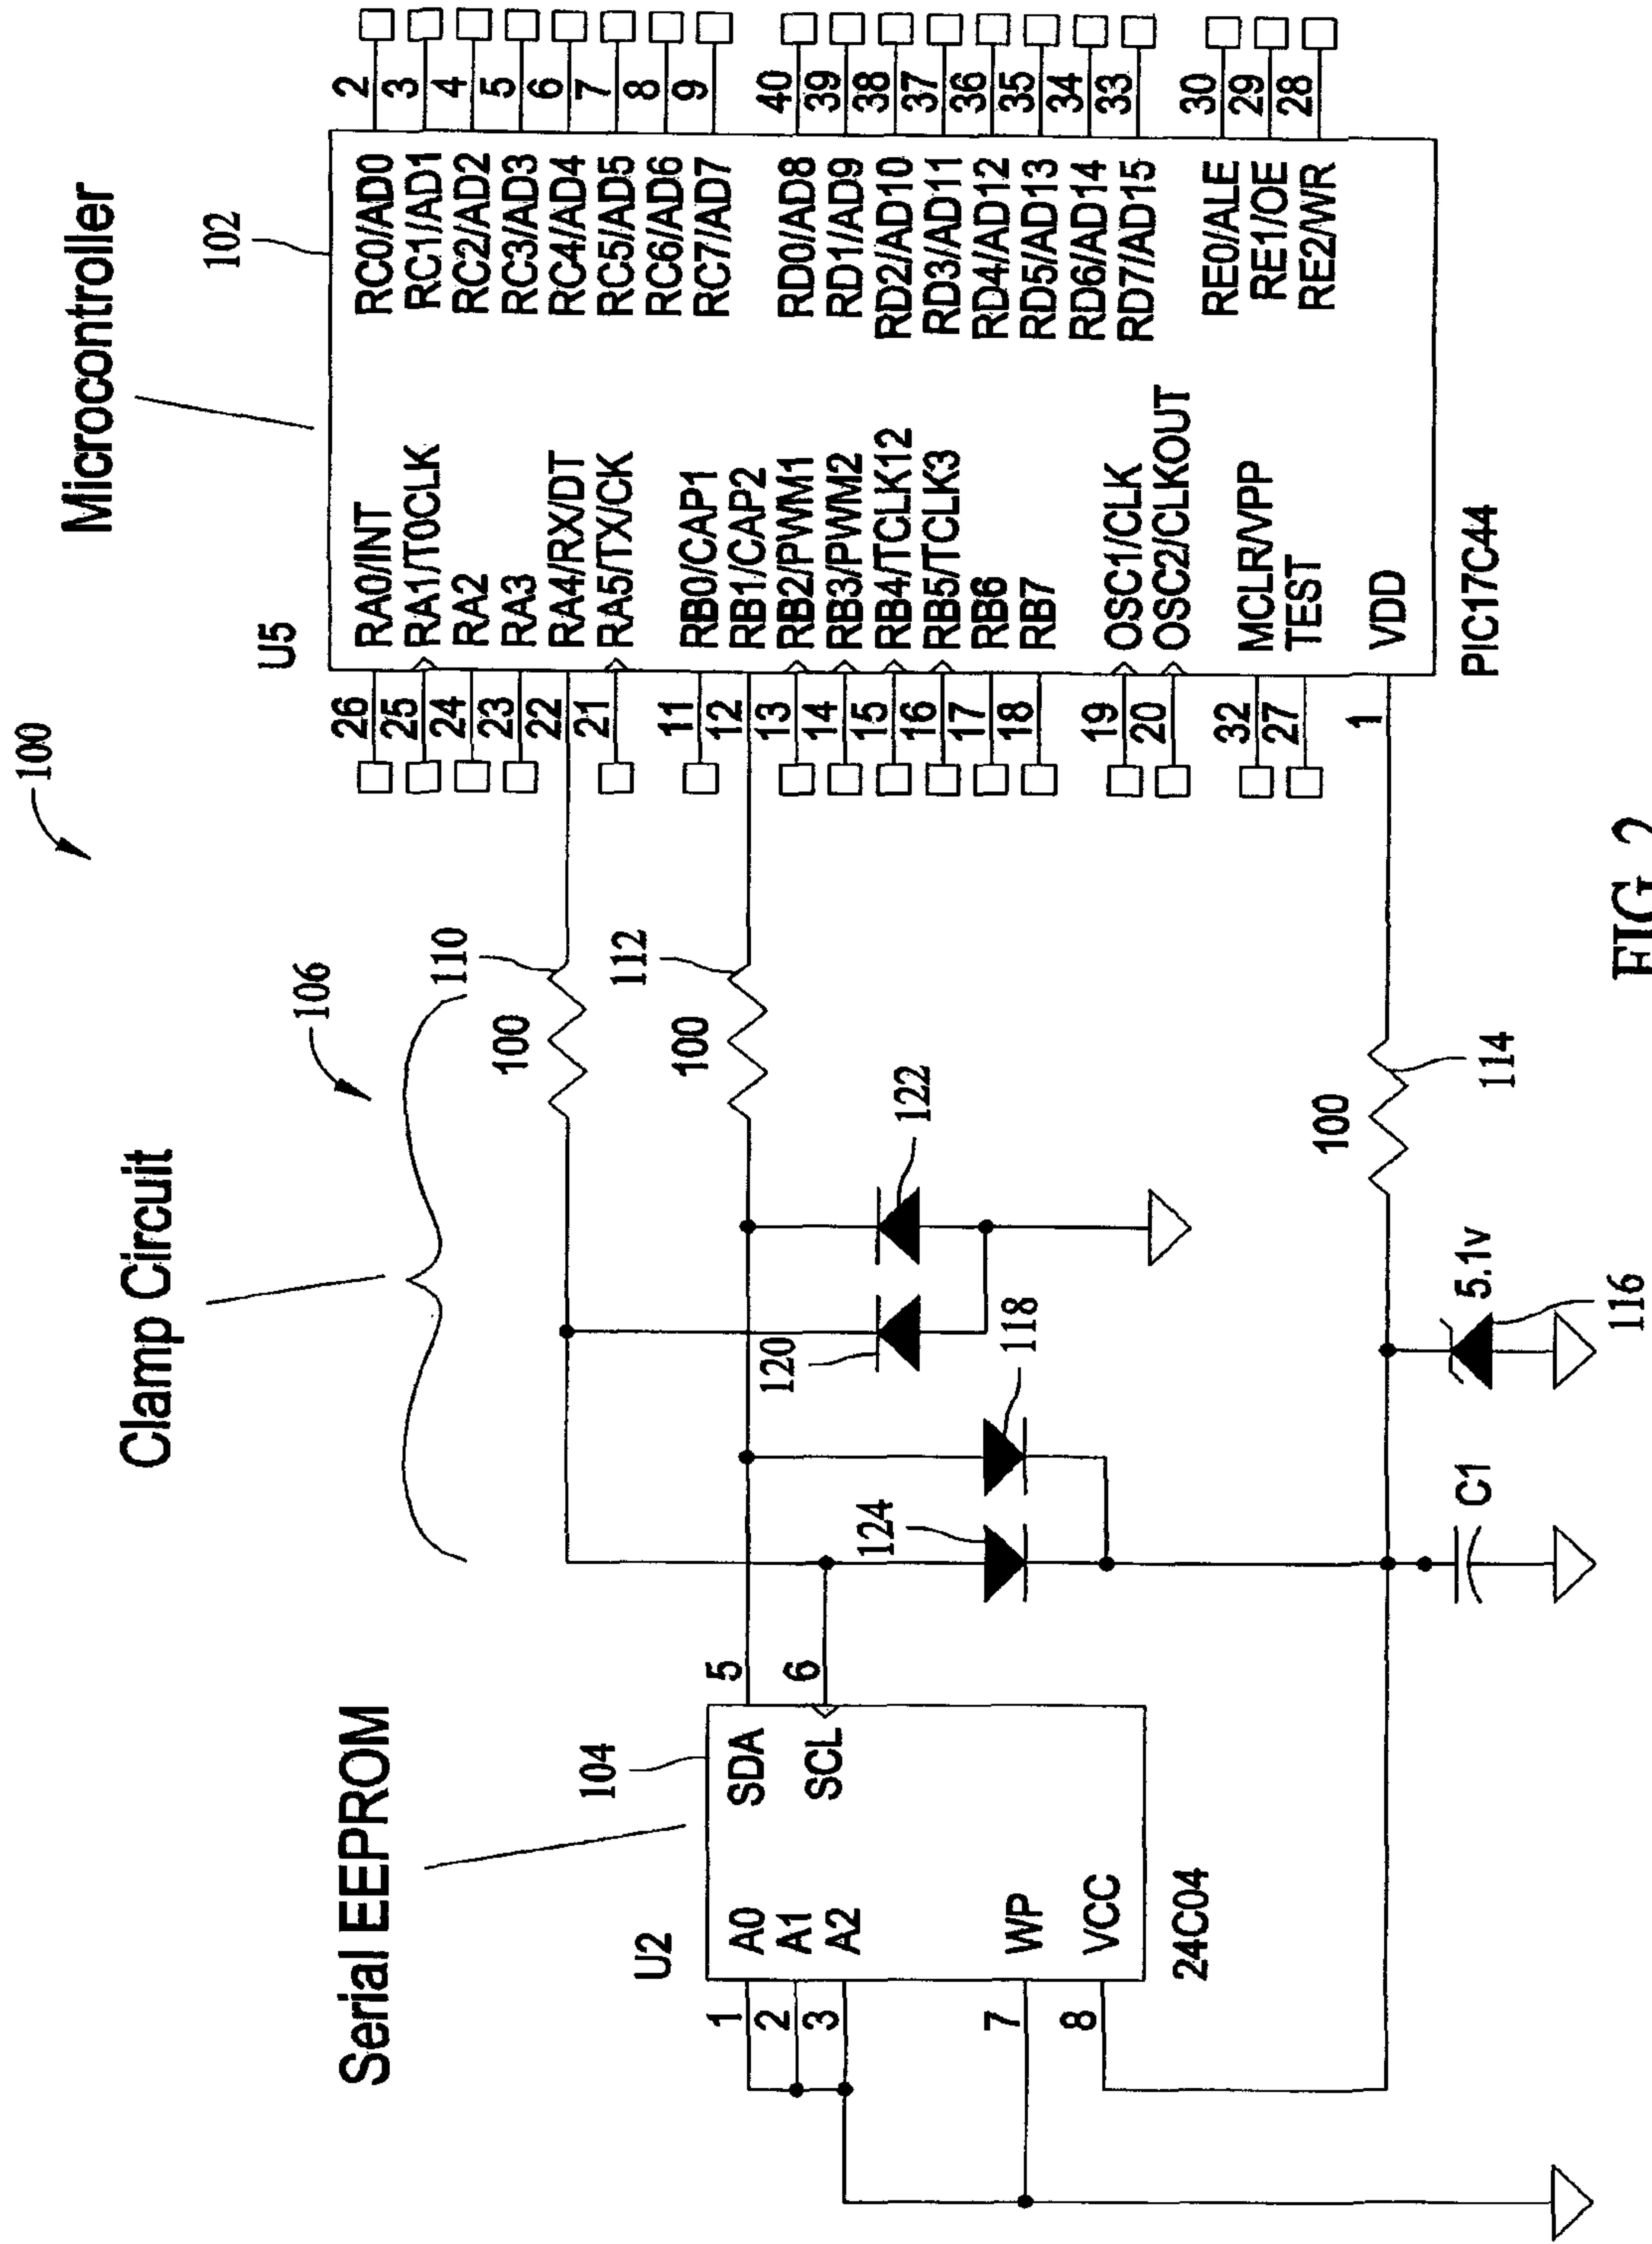 100
Serial EEPROM
Clamp Circuit
Microcontroller
106
102
U2
104
A0
A1
A2
WP
VCC
SDA
SCL
1
2
3
7
8
5
6
24C04
110
100
112
100
114
100
120
122
124
118
116
5.1v
C1
U5
26 RA0/INT
25 RA1/T0CLK
24 RA2
23 RA3
22 RA4/RX/DT
21 RA5/TX/CK
11 RB0/CAP1
12 RB1/CAP2
13 RB2/PWM1
14 RB3/PWM2
15 RB4/TCLK12
16 RB5/TCLK3
17 RB6
18 RB7
19 OSC1/CLK
20 OSC2/CLKOUT
32 MCLR/VPP
27 TEST
1 VDD
RC0/AD0 2
RC1/AD1 3
RC2/AD2 4
RC3/AD3 5
RC4/AD4 6
RC5/AD5 7
RC6/AD6 8
RC7/AD7 9
RD0/AD8 40
RD1/AD9 39
RD2/AD10 38
RD3/AD11 37
RD4/AD12 36
RD5/AD13 35
RD6/AD14 34
RD7/AD15 33
RE0/ALE 30
RE1/OE 29
RE2/WR 28
PIC17C44
FIG 2